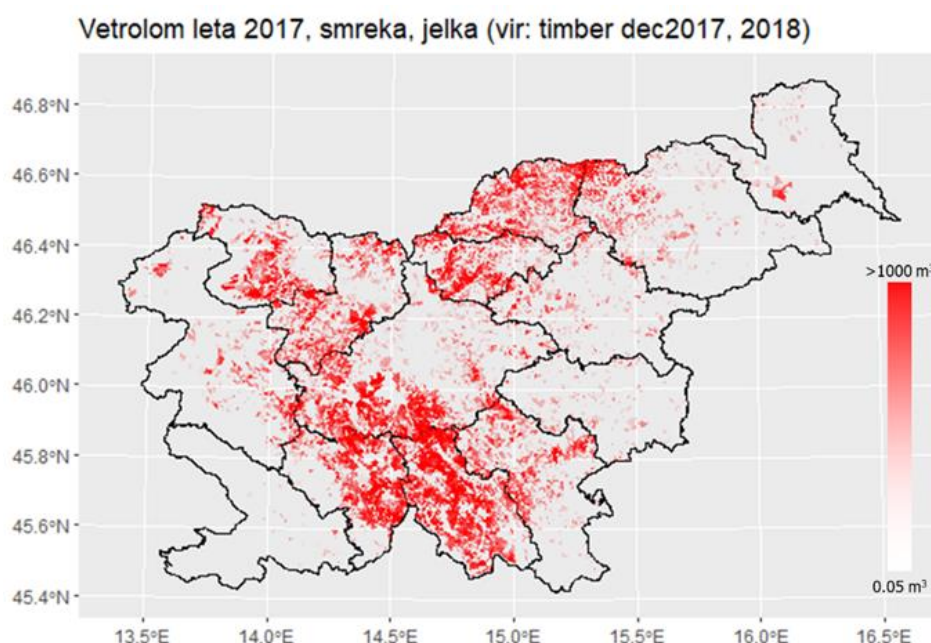 Vetrolom leta 2017, smreka, jelka (vir: timber dec2017, 2018)
46.8°N
46.6°N
46.4°N
46.2°N
46.0°N
45.8°N
45.6°N
45.4°N
>1000 m³
0.05 m³
13.5°E 14.0°E 14.5°E 15.0°E 15.5°E 16.0°E 16.5°E